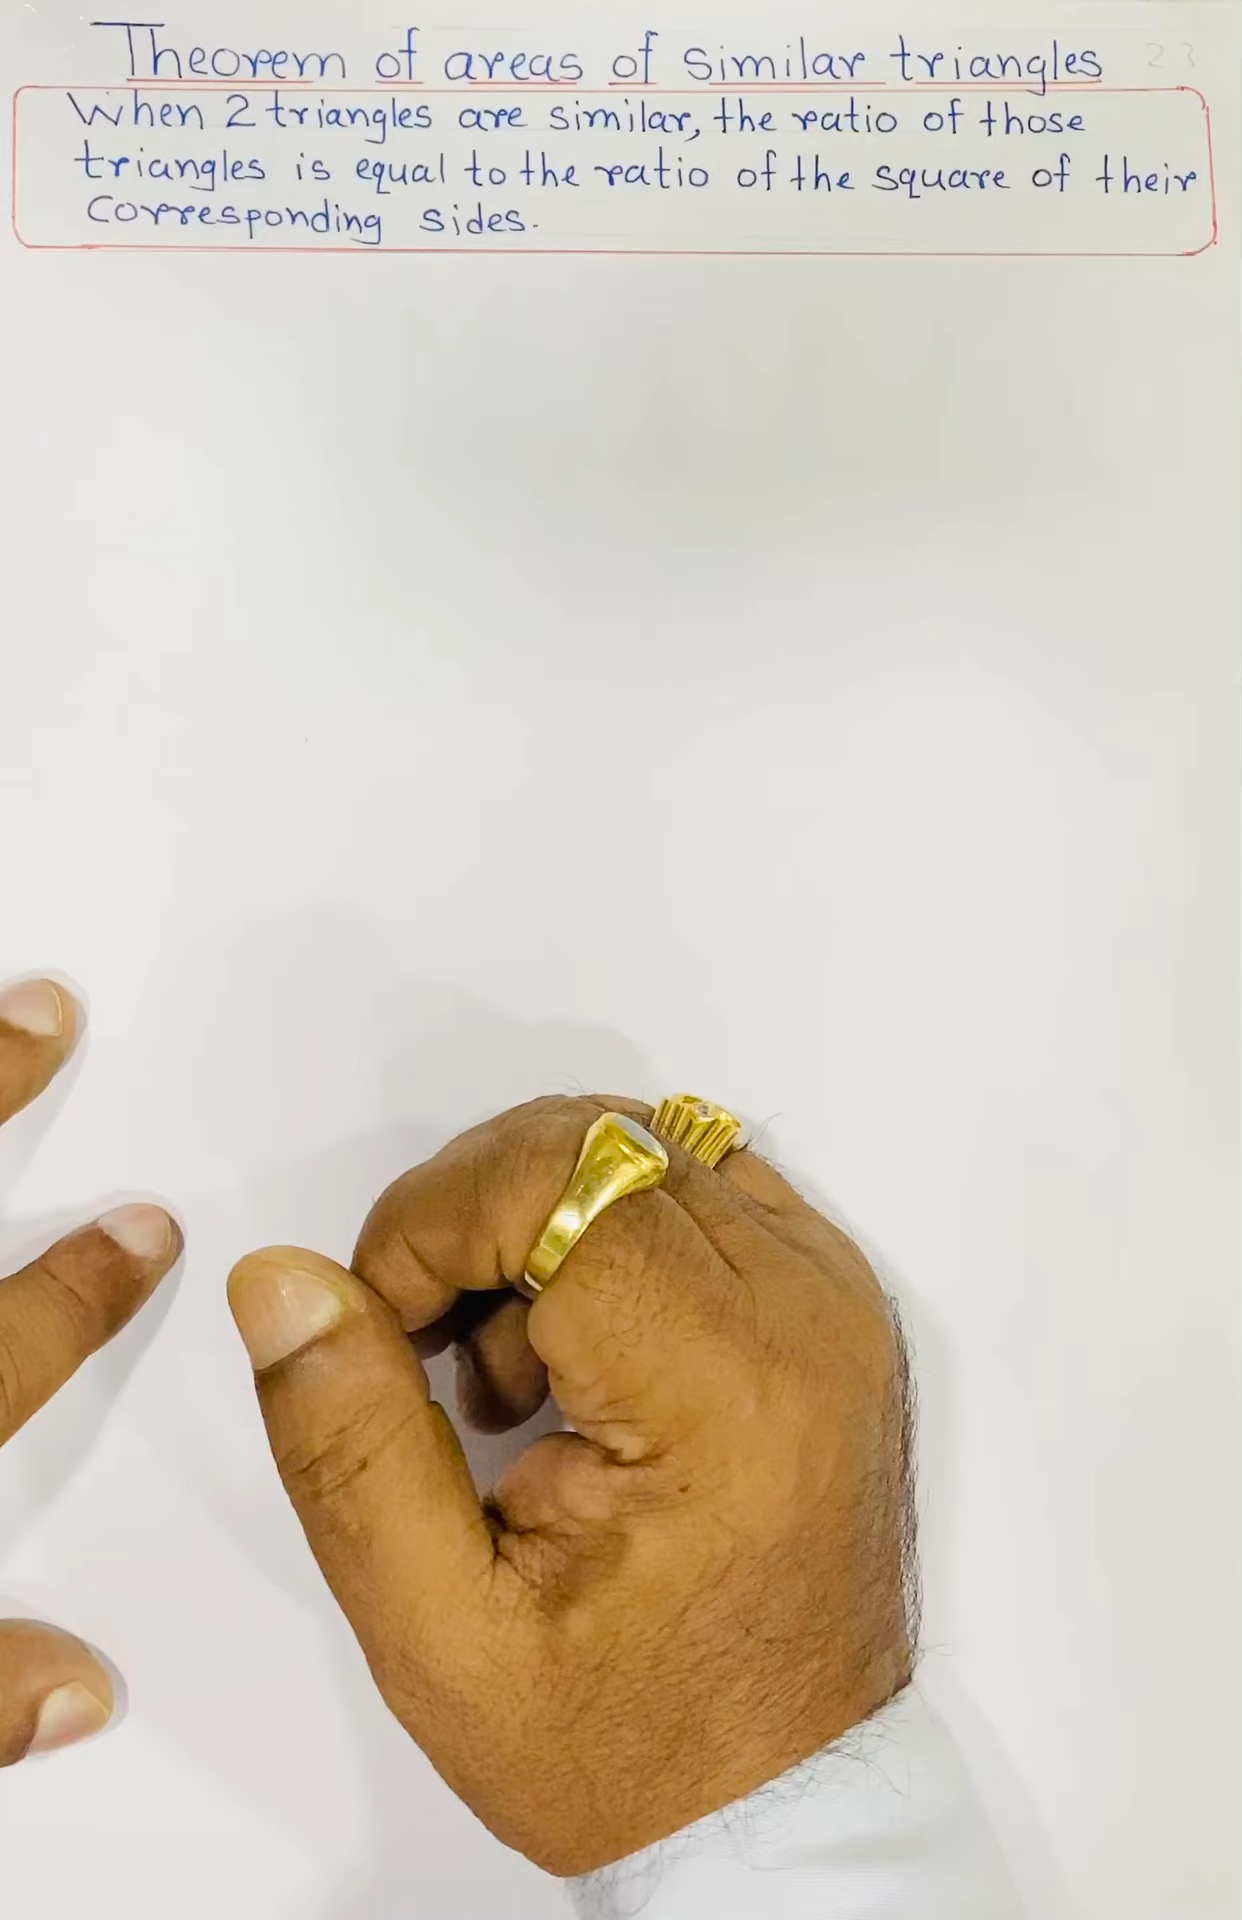 Theorem of areas of similar triangles 23
When 2 triangles are similar, the ratio of those
triangles is equal to the ratio of the square of their
Corresponding sides.